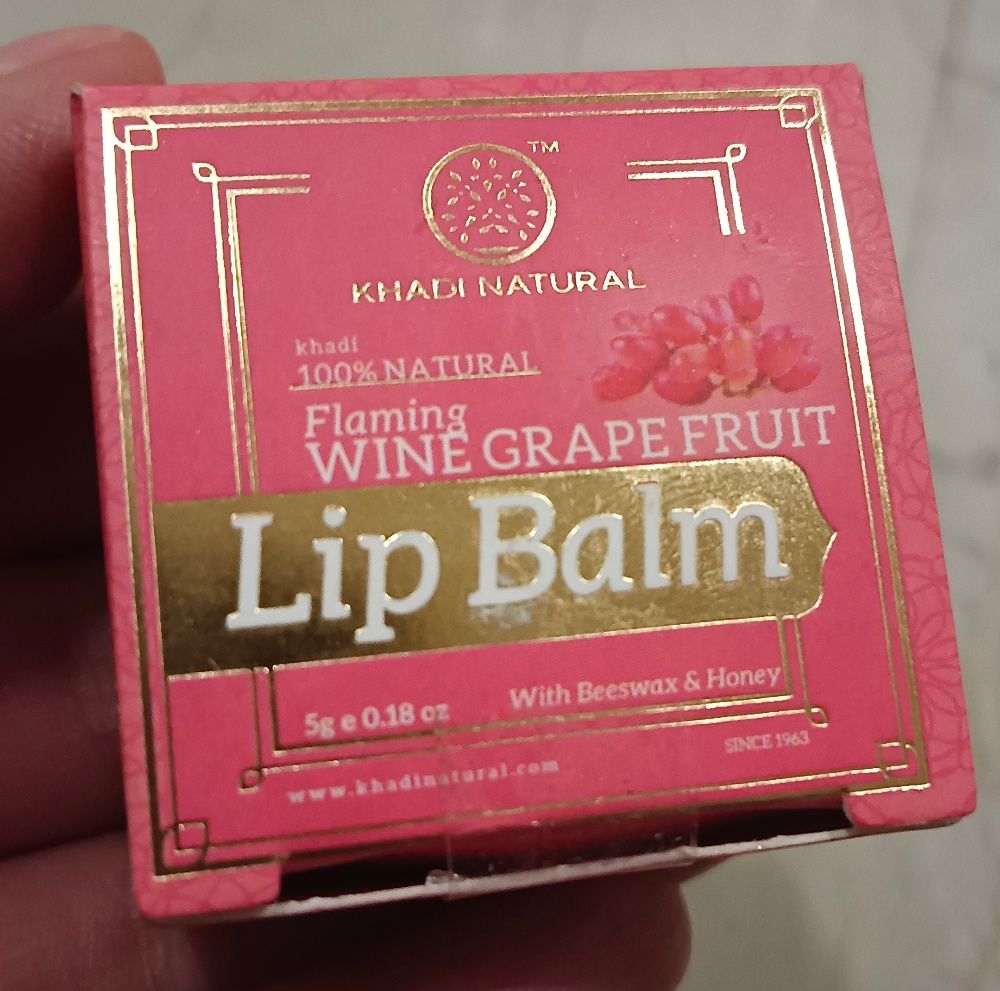 TM
KHADI NATURAL
khadi
100% NATURAL
Flaming
WINE GRAPE FRUIT
Lip Balm
With Beeswax & Honey
5g e 0.18 oz
SINCE 1963
www.khadinatural.com